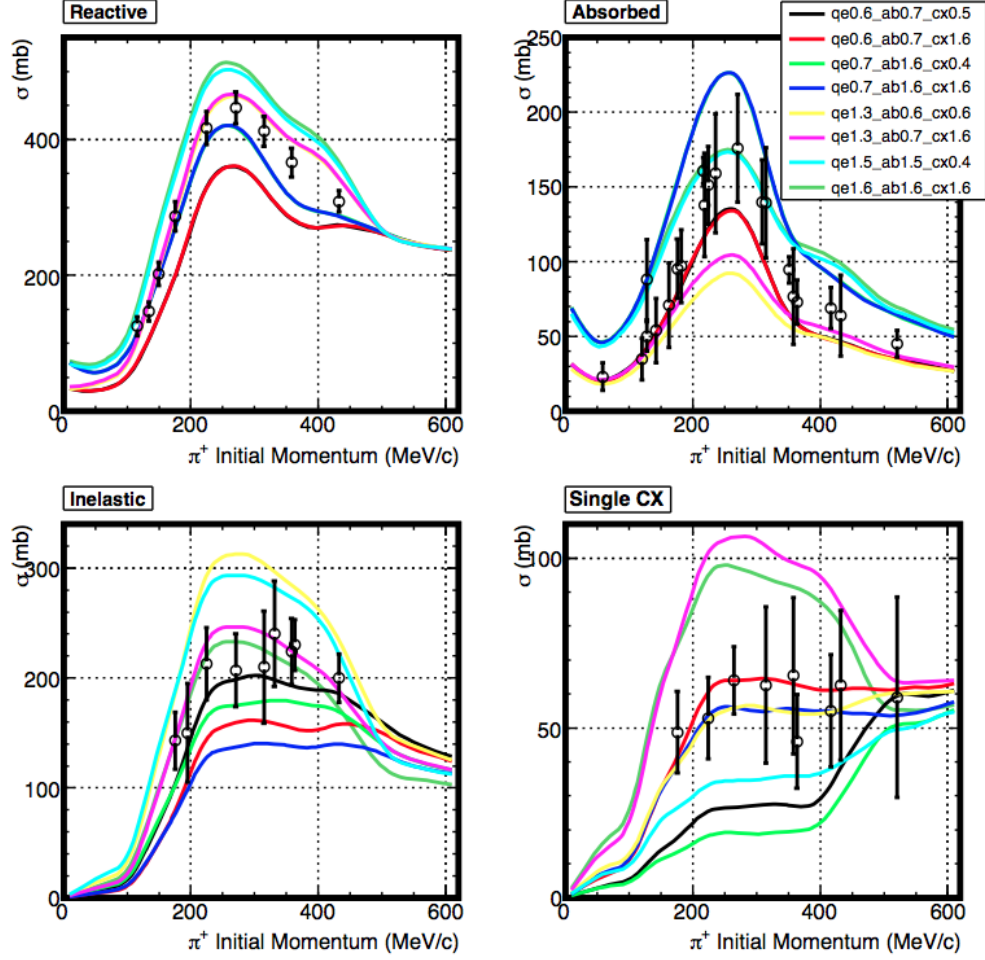 Reactive
σ (mb)
400
200
0
0
200
400
600
π+ Initial Momentum (MeV/c)
Absorbed
σ (mb)
250
200
150
100
50
0
0
200
400
600
π+ Initial Momentum (MeV/c)
qe0.6_ab0.7_cx0.5
qe0.6_ab0.7_cx1.6
qe0.7_ab1.6_cx0.4
qe0.7_ab1.6_cx1.6
qe1.3_ab0.6_cx0.6
qe1.3_ab0.7_cx1.6
qe1.5_ab1.5_cx0.4
qe1.6_ab1.6_cx1.6
Inelastic
σ (mb)
300
200
100
0
0
200
400
600
π+ Initial Momentum (MeV/c)
Single CX
σ (mb)
100
50
0
0
200
400
600
π+ Initial Momentum (MeV/c)